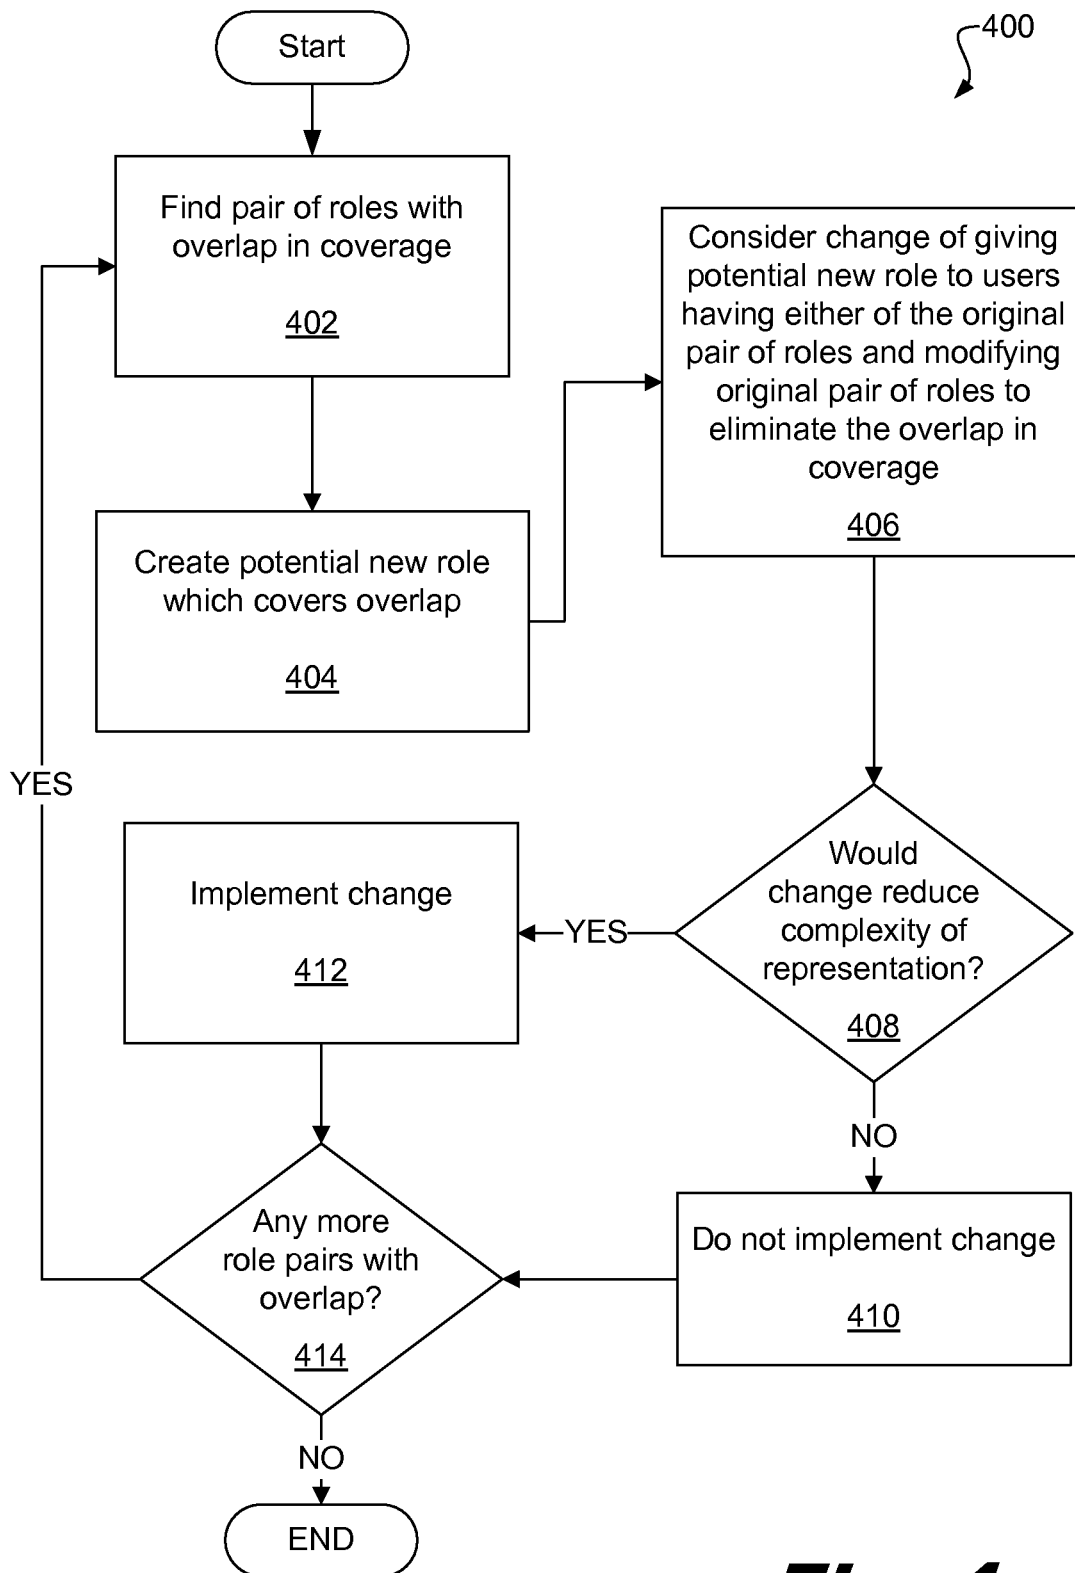 Start
400
Find pair of roles with
overlap in coverage
402
Consider change of giving
potential new role to users
having either of the original
pair of roles and modifying
original pair of roles to
eliminate the overlap in
coverage
406
Create potential new role
which covers overlap
404
YES
Would
change reduce
complexity of
representation?
408
YES
Implement change
412
NO
Any more
role pairs with
overlap?
414
Do not implement change
410
NO
END